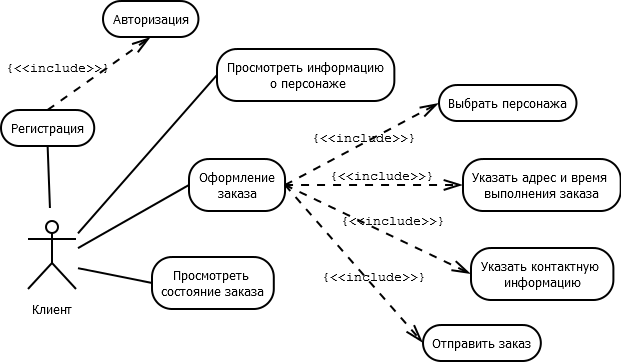 Авторизация
{<<include>>}
Регистрация
Просмотреть информацию
о персонаже
Выбрать персонажа
{<<include>>}
Оформление
заказа
{<<include>>}
Указать адрес и время
выполнения заказа
{<<include>>}
Указать контактную
информацию
{<<include>>}
Отправить заказ
Просмотреть
состояние заказа
Клиент